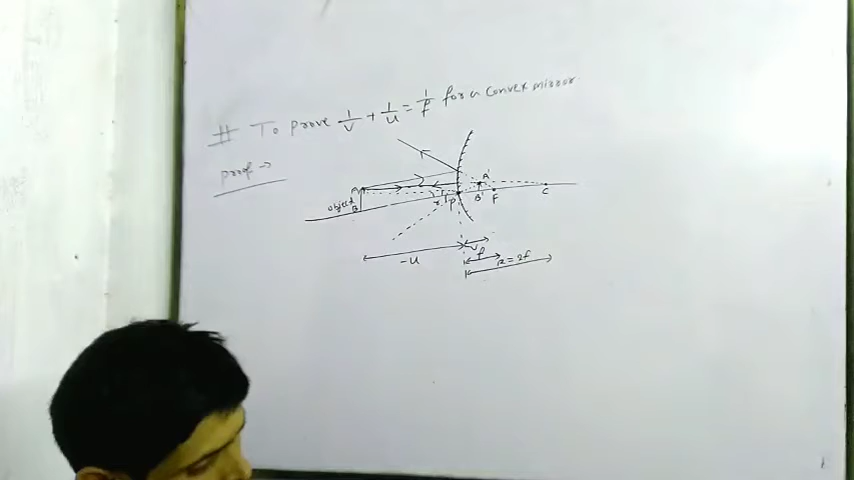 # To prove 1/v + 1/u = 1/f for a convex mirror
proof →
A
A'
object
B
P
B'
F
C
-u
v
f
R = 2f